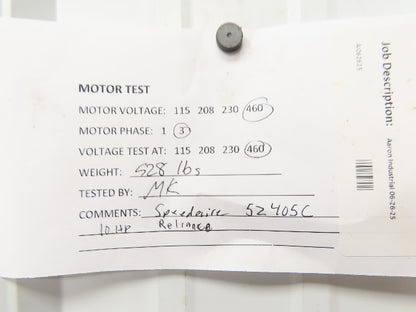 MOTOR TEST
MOTOR VOLTAGE: 115 208 230 460
MOTOR PHASE: 1 3
VOLTAGE TEST AT: 115 208 230 460
WEIGHT: 528 lbs
TESTED BY: MK
COMMENTS: Speedaire 5Z405C
10 HP Reliance
Job Description:
Aaron Industrial 06-26-25